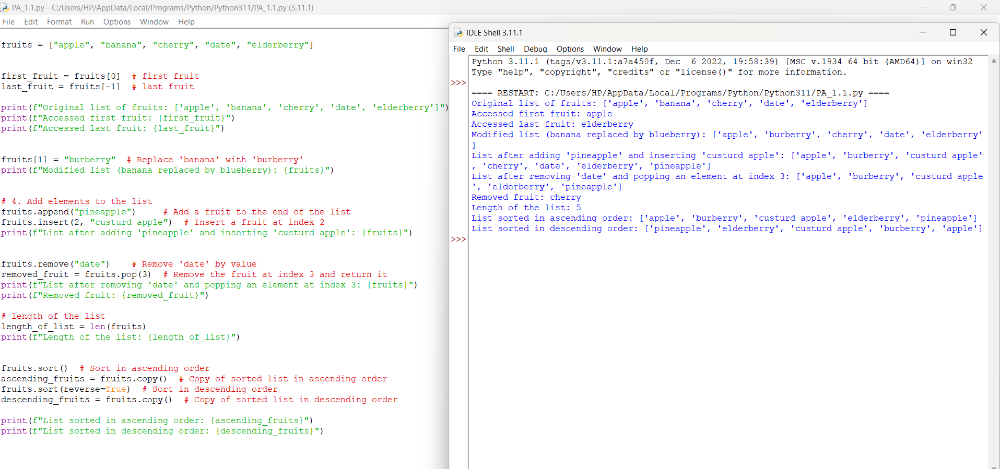 PA_1.1.py - C:/Users/HP/AppData/Local/Programs/Python/Python311/PA_1.1.py (3.11.1)
File Edit Format Run Options Window Help
fruits = ["apple", "banana", "cherry", "date", "elderberry"]
first_fruit = fruits[0]  # first fruit
last_fruit = fruits[-1]  # last fruit
print(f"Original list of fruits: ['apple', 'banana', 'cherry', 'date', 'elderberry']")
print(f"Accessed first fruit: {first_fruit}")
print(f"Accessed last fruit: {last_fruit}")
fruits[1] = "burberry"  # Replace 'banana' with 'burberry'
print(f"Modified list (banana replaced by blueberry): {fruits}")
# 4. Add elements to the list
fruits.append("pineapple")     # Add a fruit to the end of the list
fruits.insert(2, "custurd apple")  # Insert a fruit at index 2
print(f"List after adding 'pineapple' and inserting 'custurd apple': {fruits}")
fruits.remove("date")    # Remove 'date' by value
removed_fruit = fruits.pop(3)  # Remove the fruit at index 3 and return it
print(f"List after removing 'date' and popping an element at index 3: {fruits}")
print(f"Removed fruit: {removed_fruit}")
# length of the list
length_of_list = len(fruits)
print(f"Length of the list: {length_of_list}")
fruits.sort()  # Sort in ascending order
ascending_fruits = fruits.copy()  # Copy of sorted list in ascending order
fruits.sort(reverse=True)  # Sort in descending order
descending_fruits = fruits.copy()  # Copy of sorted list in descending order
print(f"List sorted in ascending order: {ascending_fruits}")
print(f"List sorted in descending order: {descending_fruits}")
IDLE Shell 3.11.1
File Edit Shell Debug Options Window Help
Python 3.11.1 (tags/v3.11.1:a7a450f, Dec  6 2022, 19:58:39) [MSC v.1934 64 bit (AMD64)] on win32
Type "help", "copyright", "credits" or "license()" for more information.
>>>
==== RESTART: C:/Users/HP/AppData/Local/Programs/Python/Python311/PA_1.1.py ====
Original list of fruits: ['apple', 'banana', 'cherry', 'date', 'elderberry']
Accessed first fruit: apple
Accessed last fruit: elderberry
Modified list (banana replaced by blueberry): ['apple', 'burberry', 'cherry', 'date', 'elderberry'
]
List after adding 'pineapple' and inserting 'custurd apple': ['apple', 'burberry', 'custurd apple'
, 'cherry', 'date', 'elderberry', 'pineapple']
List after removing 'date' and popping an element at index 3: ['apple', 'burberry', 'custurd apple
', 'elderberry', 'pineapple']
Removed fruit: cherry
Length of the list: 5
List sorted in ascending order: ['apple', 'burberry', 'custurd apple', 'elderberry', 'pineapple']
List sorted in descending order: ['pineapple', 'elderberry', 'custurd apple', 'burberry', 'apple']
>>>